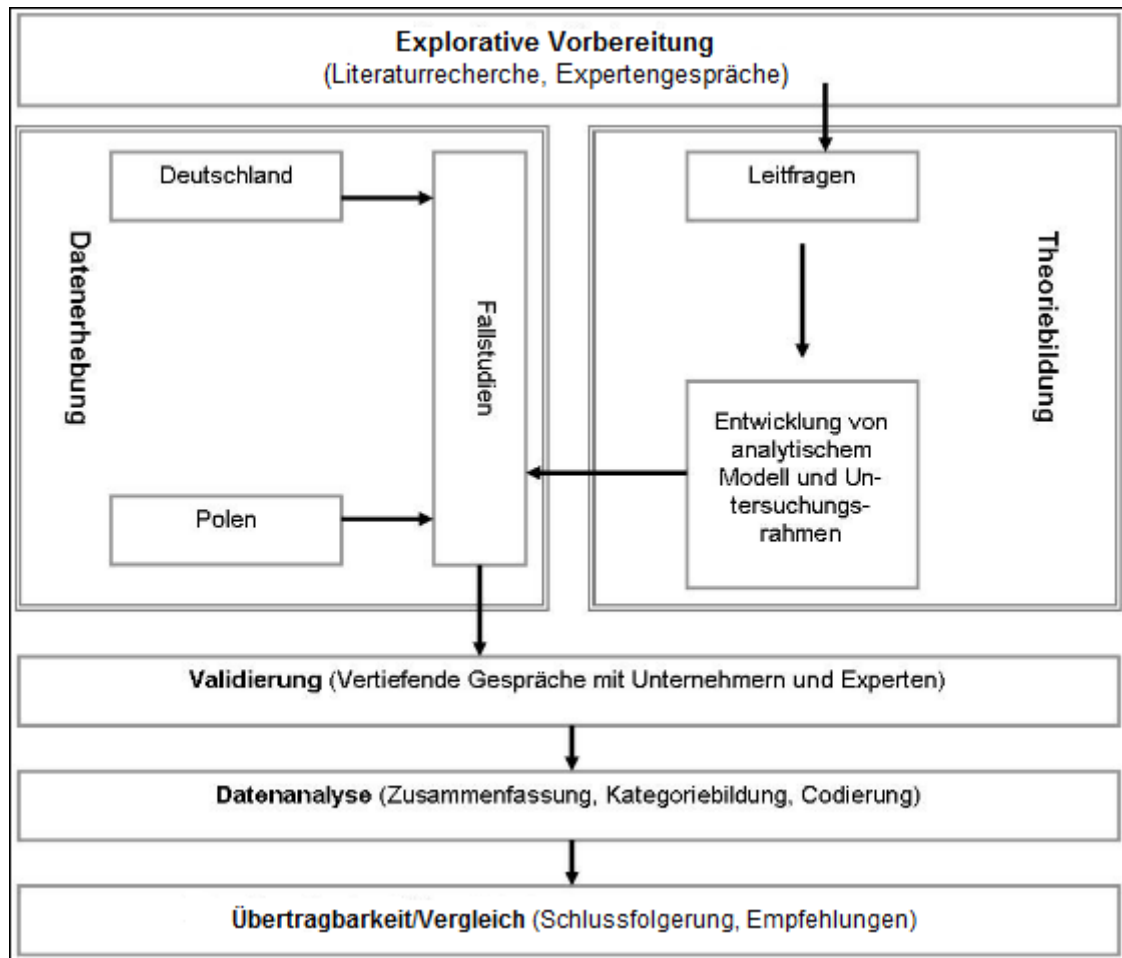 Explorative Vorbereitung
(Literaturrecherche, Expertengespräche)
Datenerhebung
Deutschland
Polen
Fallstudien
Leitfragen
Entwicklung von
analytischem
Modell und Un-
tersuchungs-
rahmen
Theoriebildung
Validierung (Vertiefende Gespräche mit Unternehmern und Experten)
Datenanalyse (Zusammenfassung, Kategoriebildung, Codierung)
Übertragbarkeit/Vergleich (Schlussfolgerung, Empfehlungen)